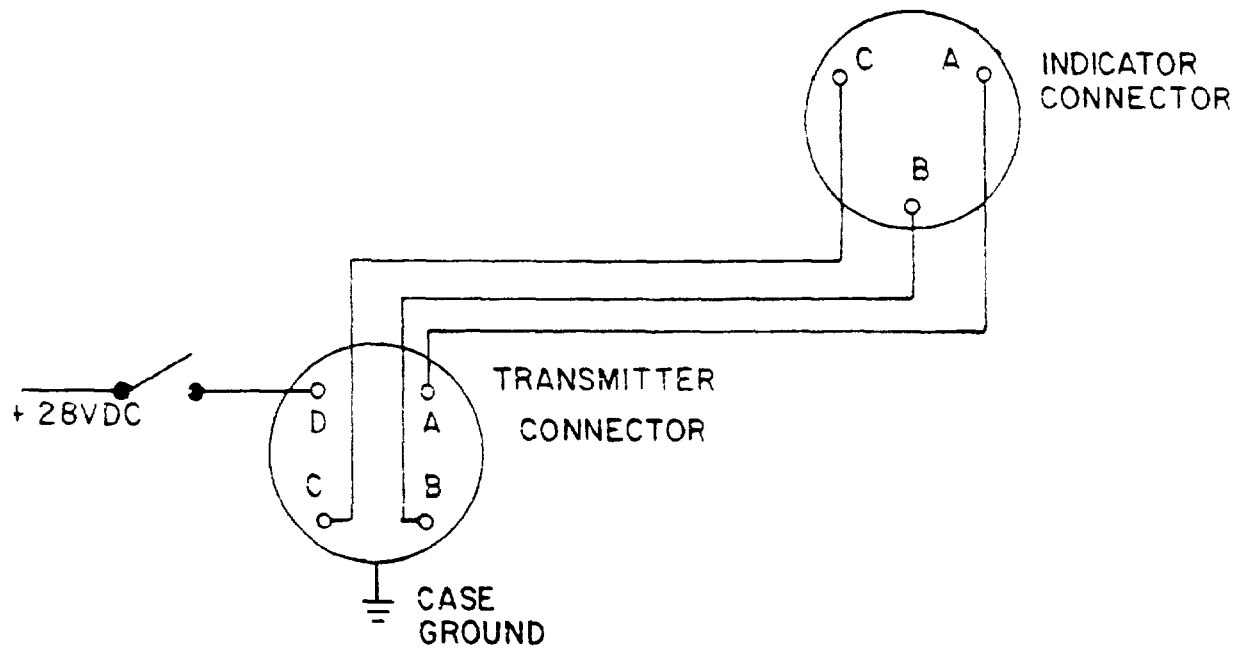 C
A
INDICATOR
CONNECTOR
B
TRANSMITTER
CONNECTOR
+ 28VDC
D
A
C
B
CASE
GROUND